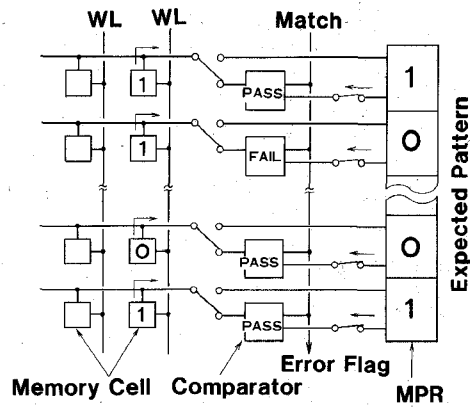 WL WL Match
1 PASS 1
1 FAIL 0
0 PASS 0
1 PASS 1
Expected Pattern
Error Flag
Memory Cell Comparator MPR